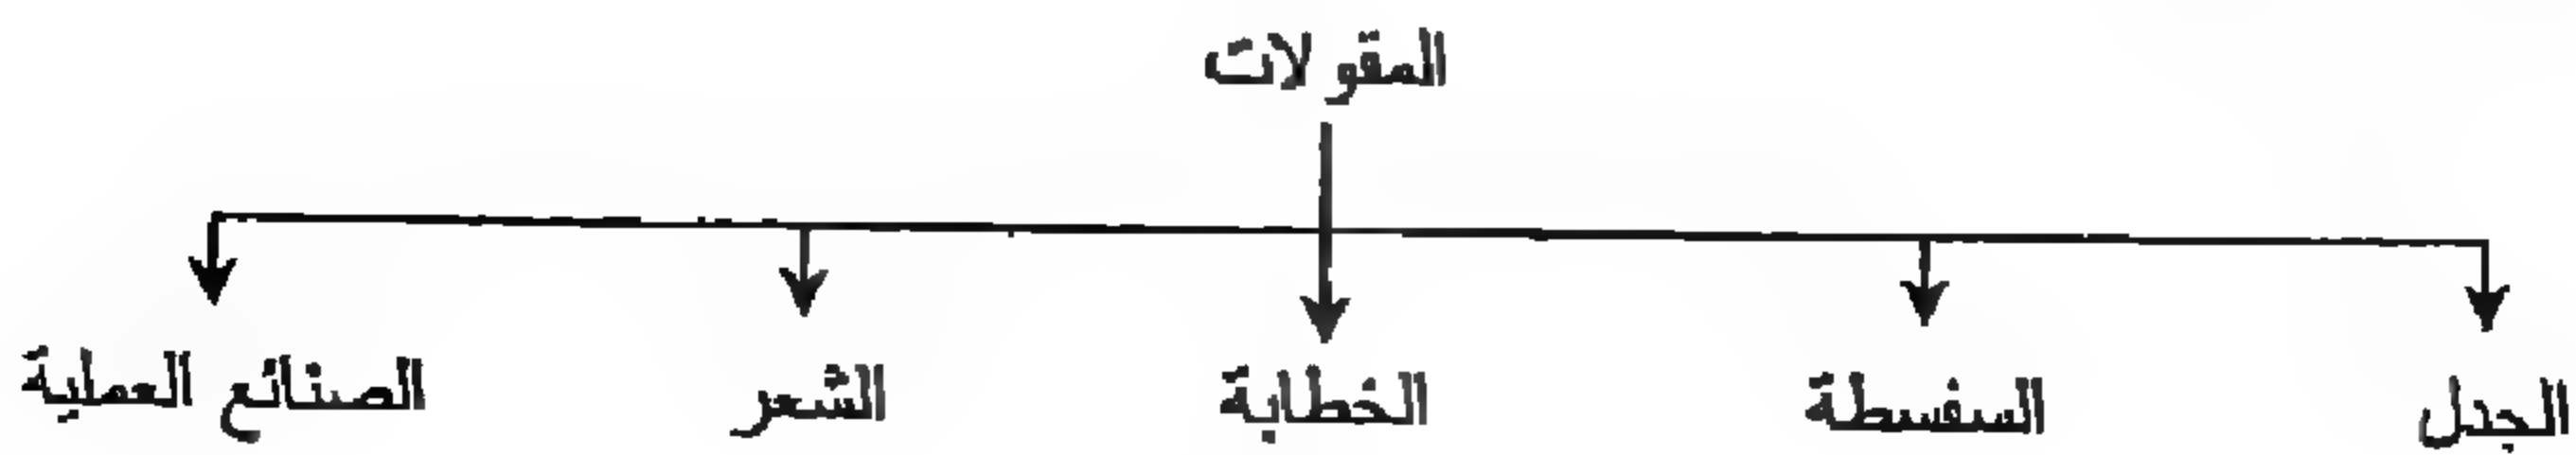 المقولات
الجدل
السفسطة
الخطابة
الشعر
الصنائع العملية